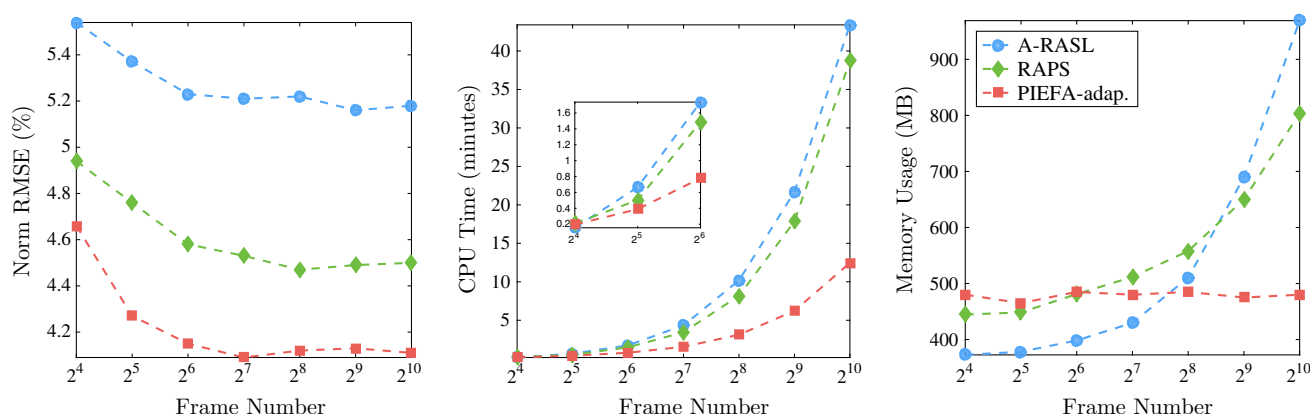 Norm RMSE (%)
5.4
5.2
5
4.8
4.6
4.4
4.2
2^4 2^5 2^6 2^7 2^8 2^9 2^10
Frame Number
CPU Time (minutes)
40
35
30
25
20
15
10
5
1.6
1.4
1.2
1
0.8
0.6
0.4
0.2
2^4 2^5 2^6
2^4 2^5 2^6 2^7 2^8 2^9 2^10
Frame Number
Memory Usage (MB)
900
800
700
600
500
400
A-RASL
RAPS
PIEFA-adap.
2^4 2^5 2^6 2^7 2^8 2^9 2^10
Frame Number